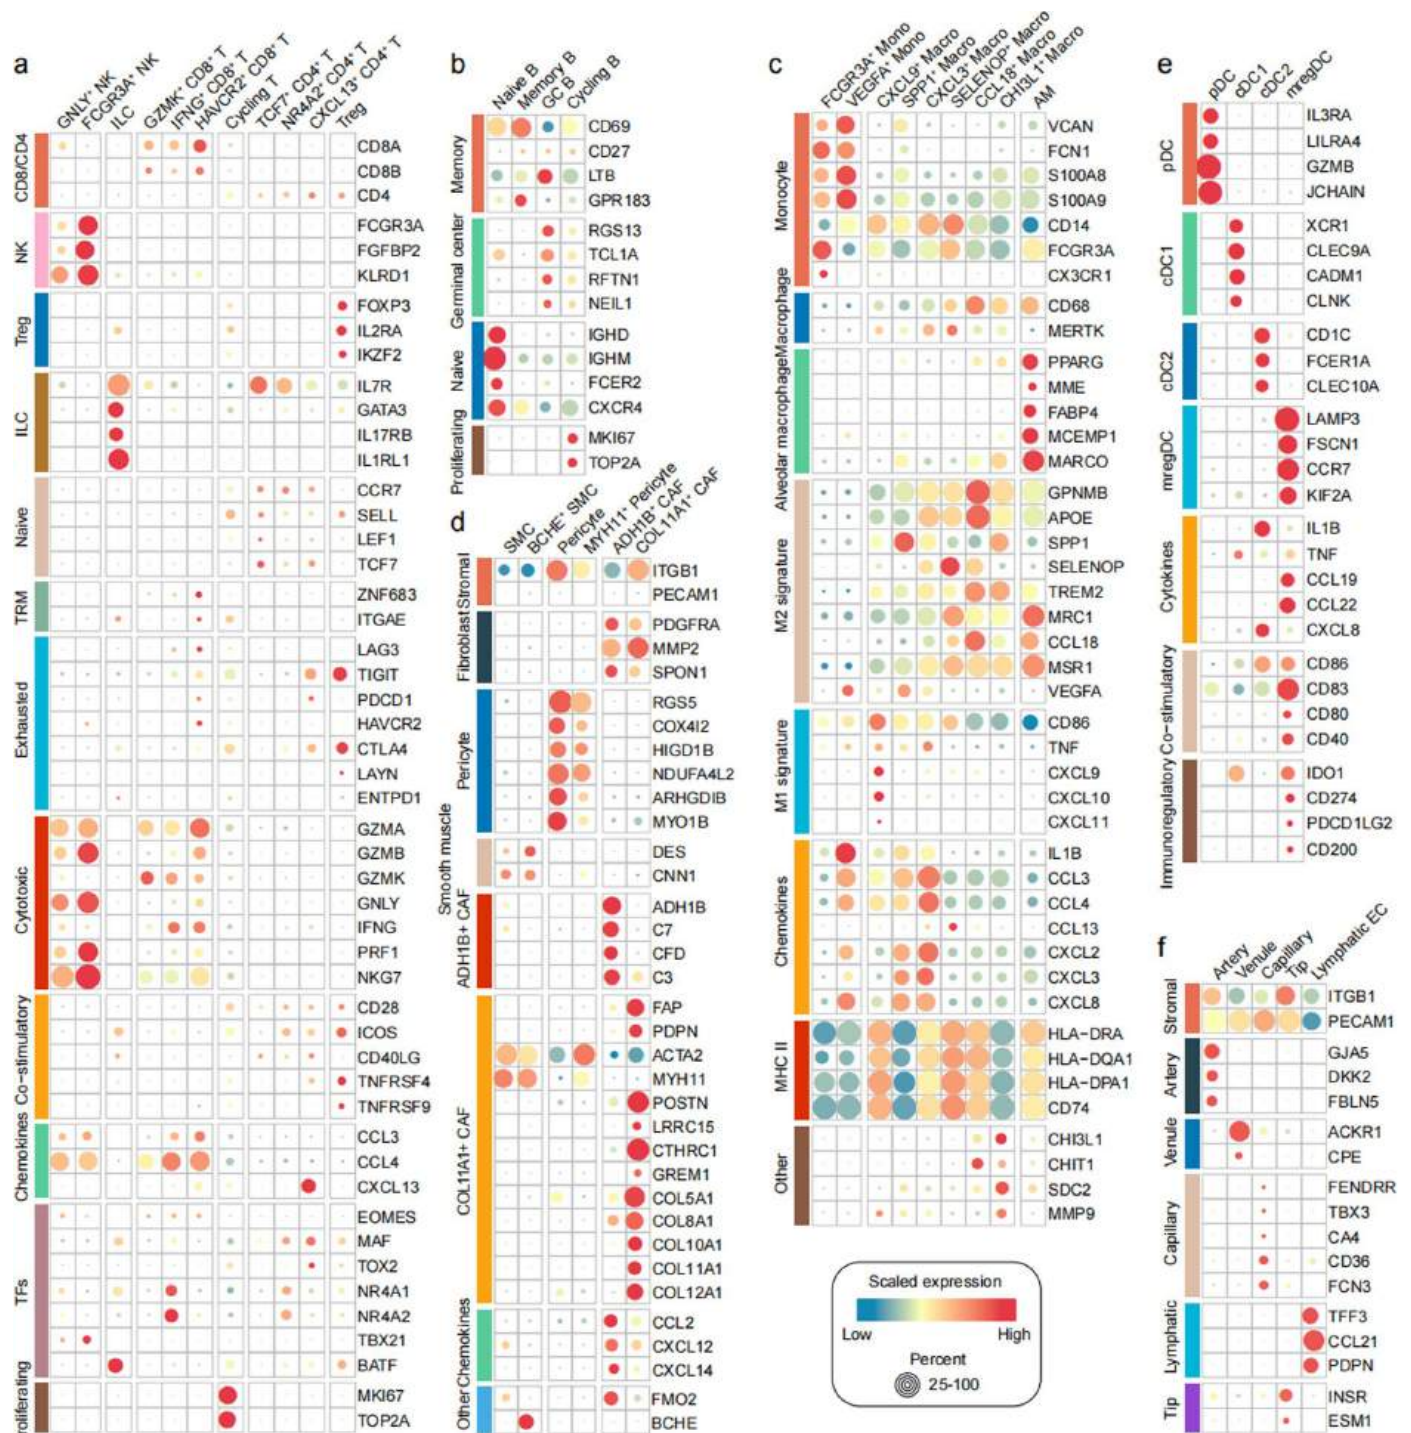 a
GNLY⁺ NK
FCGR3A⁺ NK
ILC
GZMK⁺ CD8⁺ T
IFNG⁺ CD8⁺ T
HAVCR2⁺ CD8⁺ T
Cycling T
TCF7⁺ CD4⁺ T
NR4A2⁺ CD4⁺ T
CXCL13⁺ CD4⁺ T
Treg
CD8/CD4
CD8A
CD8B
CD4
NK
FCGR3A
FGFBP2
KLRD1
Treg
FOXP3
IL2RA
IKZF2
ILC
IL7R
GATA3
IL17RB
IL1RL1
Naive
CCR7
SELL
LEF1
TCF7
TRM
ZNF683
ITGAE
Exhausted
LAG3
TIGIT
PDCD1
HAVCR2
CTLA4
LAYN
ENTPD1
Cytotoxic
GZMA
GZMB
GZMK
GNLY
IFNG
PRF1
NKG7
Co−stimulatory
CD28
ICOS
CD40LG
TNFRSF4
TNFRSF9
Chemokines
CCL3
CCL4
CXCL13
TFs
EOMES
MAF
TOX2
NR4A1
NR4A2
TBX21
BATF
roliferating
MKI67
TOP2A
b
Naive B
Memory B
GC B
Cycling B
Memory
CD69
CD27
LTB
GPR183
Germinal center
RGS13
TCL1A
RFTN1
NEIL1
Naive
IGHD
IGHM
FCER2
CXCR4
Proliferating
MKI67
TOP2A
d
SMC
BCHE⁺ SMC
Pericyte
MYH11⁺ Pericyte
ADH1B⁺ CAF
COL11A1⁺ CAF
Stromal
ITGB1
PECAM1
Fibroblast
PDGFRA
MMP2
SPON1
Pericyte
RGS5
COX4I2
HIGD1B
NDUFA4L2
ARHGDIB
MYO1B
Smooth muscle
DES
CNN1
ADH1B+ CAF
ADH1B
C7
CFD
C3
COL11A1+ CAF
FAP
PDPN
ACTA2
MYH11
POSTN
LRRC15
CTHRC1
GREM1
COL5A1
COL8A1
COL10A1
COL11A1
COL12A1
Chemokines
CCL2
CXCL12
CXCL14
Other
FMO2
BCHE
c
FCGR3A⁺ Mono
VEGFA⁺ Mono
CXCL9⁺ Macro
SPP1⁺ Macro
CXCL3⁺ Macro
SELENOP⁺ Macro
CCL18⁺ Macro
CHI3L1⁺ Macro
AM
Monocyte
VCAN
FCN1
S100A8
S100A9
CD14
FCGR3A
CX3CR1
Macrophage
CD68
MERTK
Alveolar macrophage
PPARG
MME
FABP4
MCEMP1
MARCO
M2 signature
GPNMB
APOE
SPP1
SELENOP
TREM2
MRC1
CCL18
MSR1
VEGFA
M1 signature
CD86
TNF
CXCL9
CXCL10
CXCL11
Chemokines
IL1B
CCL3
CCL4
CCL13
CXCL2
CXCL3
CXCL8
MHC II
HLA−DRA
HLA−DQA1
HLA−DPA1
CD74
Other
CHI3L1
CHIT1
SDC2
MMP9
Scaled expression
Low
High
Percent
25-100
e
pDC
cDC1
cDC2
mregDC
pDC
IL3RA
LILRA4
GZMB
JCHAIN
cDC1
XCR1
CLEC9A
CADM1
CLNK
cDC2
CD1C
FCER1A
CLEC10A
mregDC
LAMP3
FSCN1
CCR7
KIF2A
Cytokines
IL1B
TNF
CCL19
CCL22
CXCL8
Co−stimulatory
CD86
CD83
CD80
CD40
Immunoregulatory
IDO1
CD274
PDCD1LG2
CD200
f
Artery
Venule
Capillary
Tip
Lymphatic EC
Stromal
ITGB1
PECAM1
Artery
GJA5
DKK2
FBLN5
Venule
ACKR1
CPE
Capillary
FENDRR
TBX3
CA4
CD36
FCN3
Lymphatic
TFF3
CCL21
PDPN
Tip
INSR
ESM1